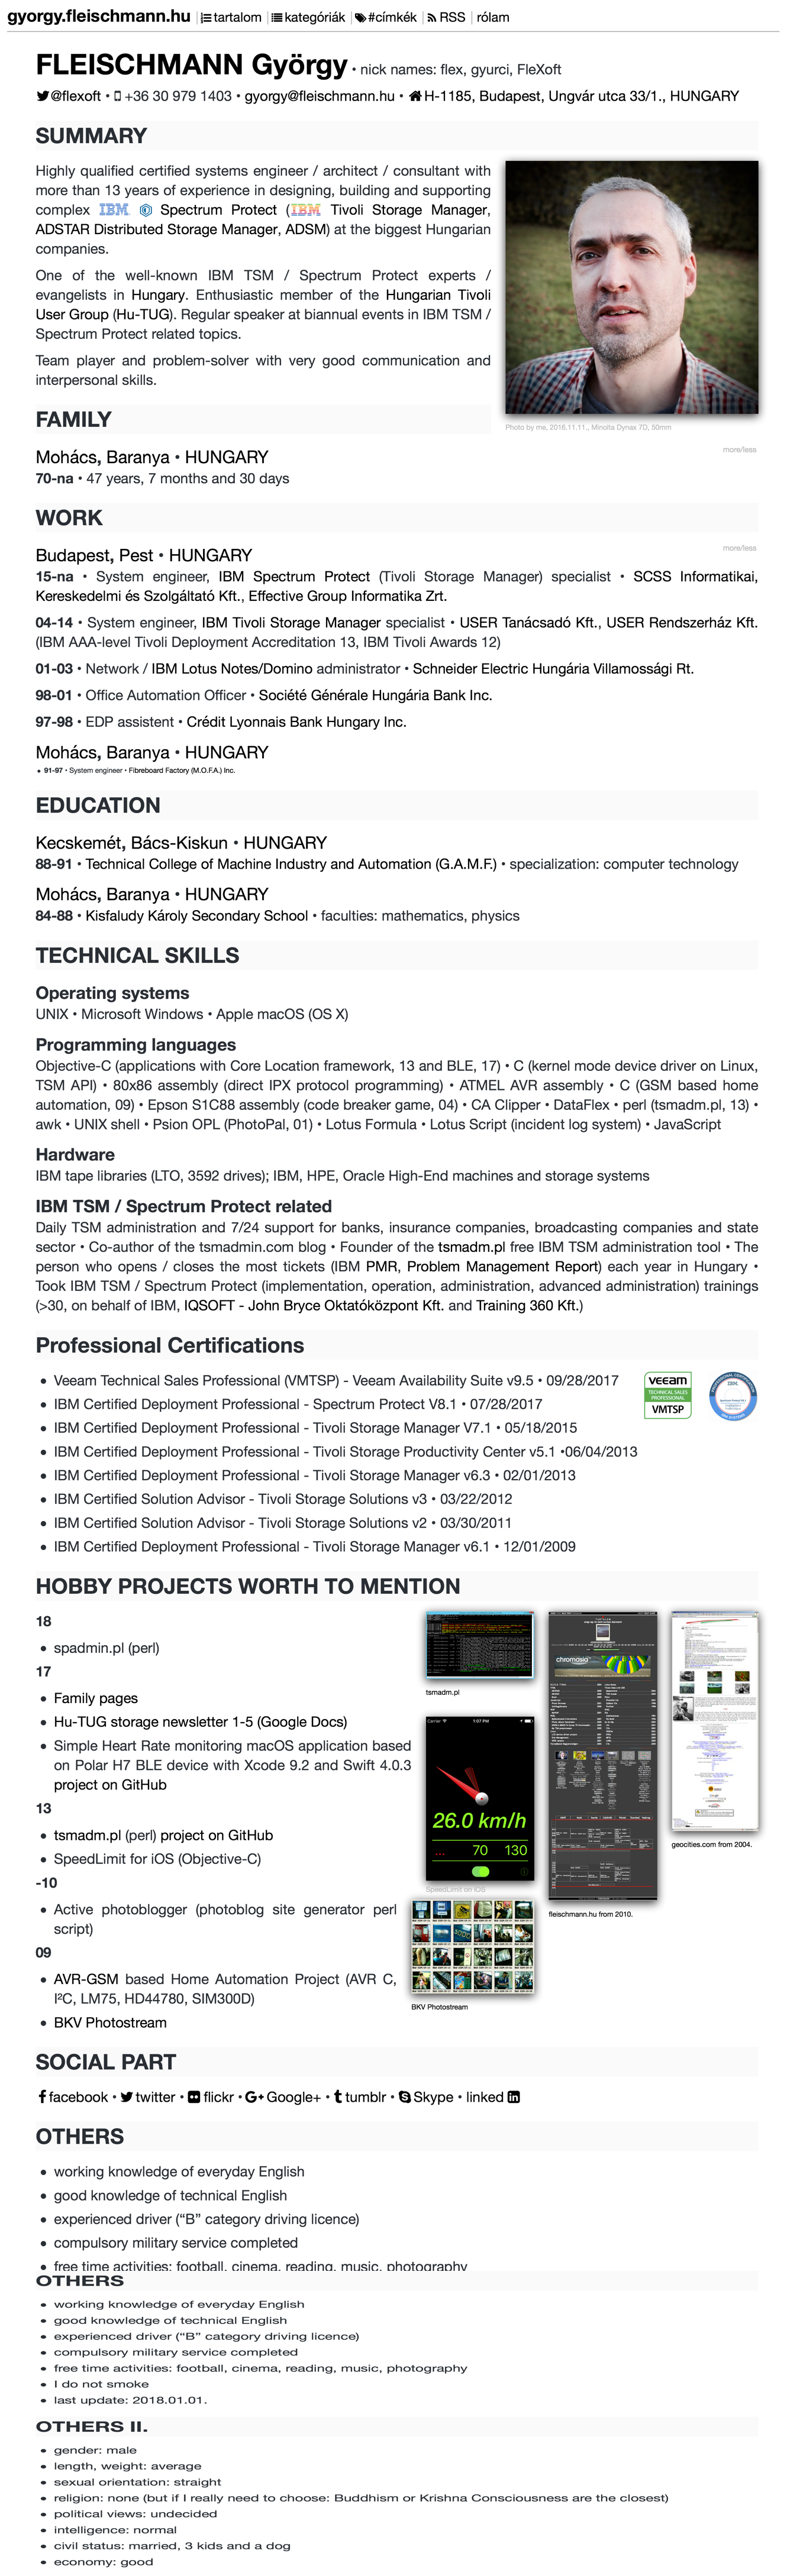 gyorgy.fleischmann.hu | tartalom | kategóriák | #címkék | RSS | rólam
FLEISCHMANN György • nick names: flex, gyurci, FleXoft
@flexoft • +36 30 979 1403 • gyorgy@fleischmann.hu • H-1185, Budapest, Ungvár utca 33/1., HUNGARY
SUMMARY
Highly qualified certified systems engineer / architect / consultant with
more than 13 years of experience in designing, building and supporting
complex IBM Spectrum Protect (IBM Tivoli Storage Manager,
ADSTAR Distributed Storage Manager, ADSM) at the biggest Hungarian
companies.
One of the well-known IBM TSM / Spectrum Protect experts /
evangelists in Hungary. Enthusiastic member of the Hungarian Tivoli
User Group (Hu-TUG). Regular speaker at biannual events in IBM TSM /
Spectrum Protect related topics.
Team player and problem-solver with very good communication and
interpersonal skills.
Photo by me, 2016.11.11., Minolta Dynax 7D, 50mm
FAMILY
more/less
Mohács, Baranya • HUNGARY
70-na • 47 years, 7 months and 30 days
WORK
more/less
Budapest, Pest • HUNGARY
15-na • System engineer, IBM Spectrum Protect (Tivoli Storage Manager) specialist • SCSS Informatikai,
Kereskedelmi és Szolgáltató Kft., Effective Group Informatika Zrt.
04-14 • System engineer, IBM Tivoli Storage Manager specialist • USER Tanácsadó Kft., USER Rendszerház Kft.
(IBM AAA-level Tivoli Deployment Accreditation 13, IBM Tivoli Awards 12)
01-03 • Network / IBM Lotus Notes/Domino administrator • Schneider Electric Hungária Villamossági Rt.
98-01 • Office Automation Officer • Société Générale Hungária Bank Inc.
97-98 • EDP assistent • Crédit Lyonnais Bank Hungary Inc.
Mohács, Baranya • HUNGARY
• 91-97 • System engineer • Fibreboard Factory (M.O.F.A.) Inc.
EDUCATION
Kecskemét, Bács-Kiskun • HUNGARY
88-91 • Technical College of Machine Industry and Automation (G.A.M.F.) • specialization: computer technology
Mohács, Baranya • HUNGARY
84-88 • Kisfaludy Károly Secondary School • faculties: mathematics, physics
TECHNICAL SKILLS
Operating systems
UNIX • Microsoft Windows • Apple macOS (OS X)
Programming languages
Objective-C (applications with Core Location framework, 13 and BLE, 17) • C (kernel mode device driver on Linux,
TSM API) • 80x86 assembly (direct IPX protocol programming) • ATMEL AVR assembly • C (GSM based home
automation, 09) • Epson S1C88 assembly (code breaker game, 04) • CA Clipper • DataFlex • perl (tsmadm.pl, 13) •
awk • UNIX shell • Psion OPL (PhotoPal, 01) • Lotus Formula • Lotus Script (incident log system) • JavaScript
Hardware
IBM tape libraries (LTO, 3592 drives); IBM, HPE, Oracle High-End machines and storage systems
IBM TSM / Spectrum Protect related
Daily TSM administration and 7/24 support for banks, insurance companies, broadcasting companies and state
sector • Co-author of the tsmadmin.com blog • Founder of the tsmadm.pl free IBM TSM administration tool • The
person who opens / closes the most tickets (IBM PMR, Problem Management Report) each year in Hungary •
Took IBM TSM / Spectrum Protect (implementation, operation, administration, advanced administration) trainings
(>30, on behalf of IBM, IQSOFT - John Bryce Oktatóközpont Kft. and Training 360 Kft.)
Professional Certifications
• Veeam Technical Sales Professional (VMTSP) - Veeam Availability Suite v9.5 • 09/28/2017
• IBM Certified Deployment Professional - Spectrum Protect V8.1 • 07/28/2017
• IBM Certified Deployment Professional - Tivoli Storage Manager V7.1 • 05/18/2015
• IBM Certified Deployment Professional - Tivoli Storage Productivity Center v5.1 •06/04/2013
• IBM Certified Deployment Professional - Tivoli Storage Manager v6.3 • 02/01/2013
• IBM Certified Solution Advisor - Tivoli Storage Solutions v3 • 03/22/2012
• IBM Certified Solution Advisor - Tivoli Storage Solutions v2 • 03/30/2011
• IBM Certified Deployment Professional - Tivoli Storage Manager v6.1 • 12/01/2009
veeam
TECHNICAL SALES
PROFESSIONAL
VMTSP
IBM
HOBBY PROJECTS WORTH TO MENTION
18
• spadmin.pl (perl)
17
• Family pages
• Hu-TUG storage newsletter 1-5 (Google Docs)
• Simple Heart Rate monitoring macOS application based
on Polar H7 BLE device with Xcode 9.2 and Swift 4.0.3
project on GitHub
13
• tsmadm.pl (perl) project on GitHub
• SpeedLimit for iOS (Objective-C)
-10
• Active photoblogger (photoblog site generator perl
script)
09
• AVR-GSM based Home Automation Project (AVR C,
I²C, LM75, HD44780, SIM300D)
• BKV Photostream
tsmadm.pl
Carrier 1:07 PM
26.0 km/h
... 70 130
SpeedLimit on iOS
BKV Photostream
chromasia
fleischmann.hu from 2010.
geocities.com from 2004.
SOCIAL PART
facebook • twitter • flickr • Google+ • tumblr • Skype • linked in
OTHERS
• working knowledge of everyday English
• good knowledge of technical English
• experienced driver (“B” category driving licence)
• compulsory military service completed
• free time activities: football, cinema, reading, music, photography
OTHERS
• working knowledge of everyday English
• good knowledge of technical English
• experienced driver (“B” category driving licence)
• compulsory military service completed
• free time activities: football, cinema, reading, music, photography
• I do not smoke
• last update: 2018.01.01.
OTHERS II.
• gender: male
• length, weight: average
• sexual orientation: straight
• religion: none (but if I really need to choose: Buddhism or Krishna Consciousness are the closest)
• political views: undecided
• intelligence: normal
• civil status: married, 3 kids and a dog
• economy: good